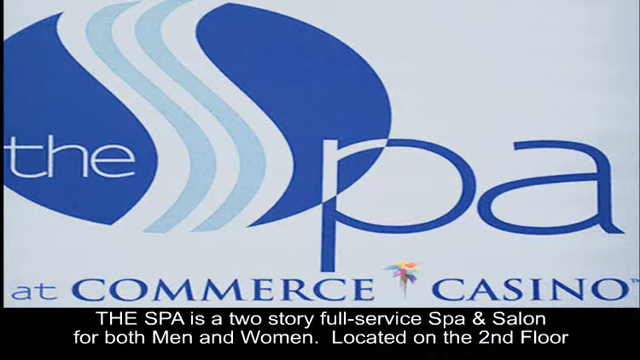 the Spa
at COMMERCE CASINO™
THE SPA is a two story full-service Spa & Salon
for both Men and Women. Located on the 2nd Floor